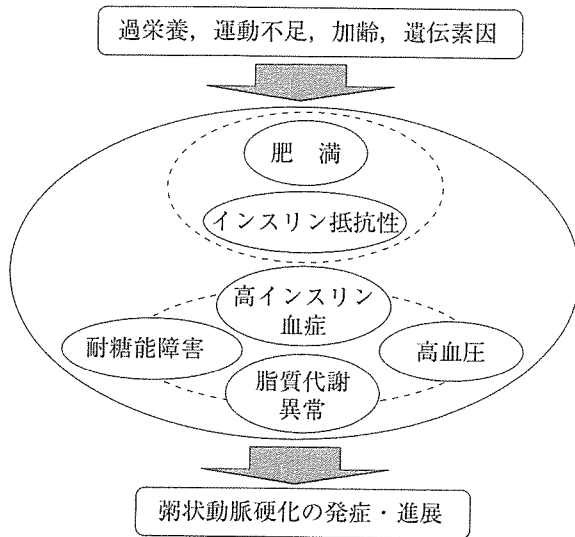 過栄養，運動不足，加齢，遺伝素因
肥 満
インスリン抵抗性
高インスリン
血症
耐糖能障害
高血圧
脂質代謝
異常
粥状動脈硬化の発症・進展